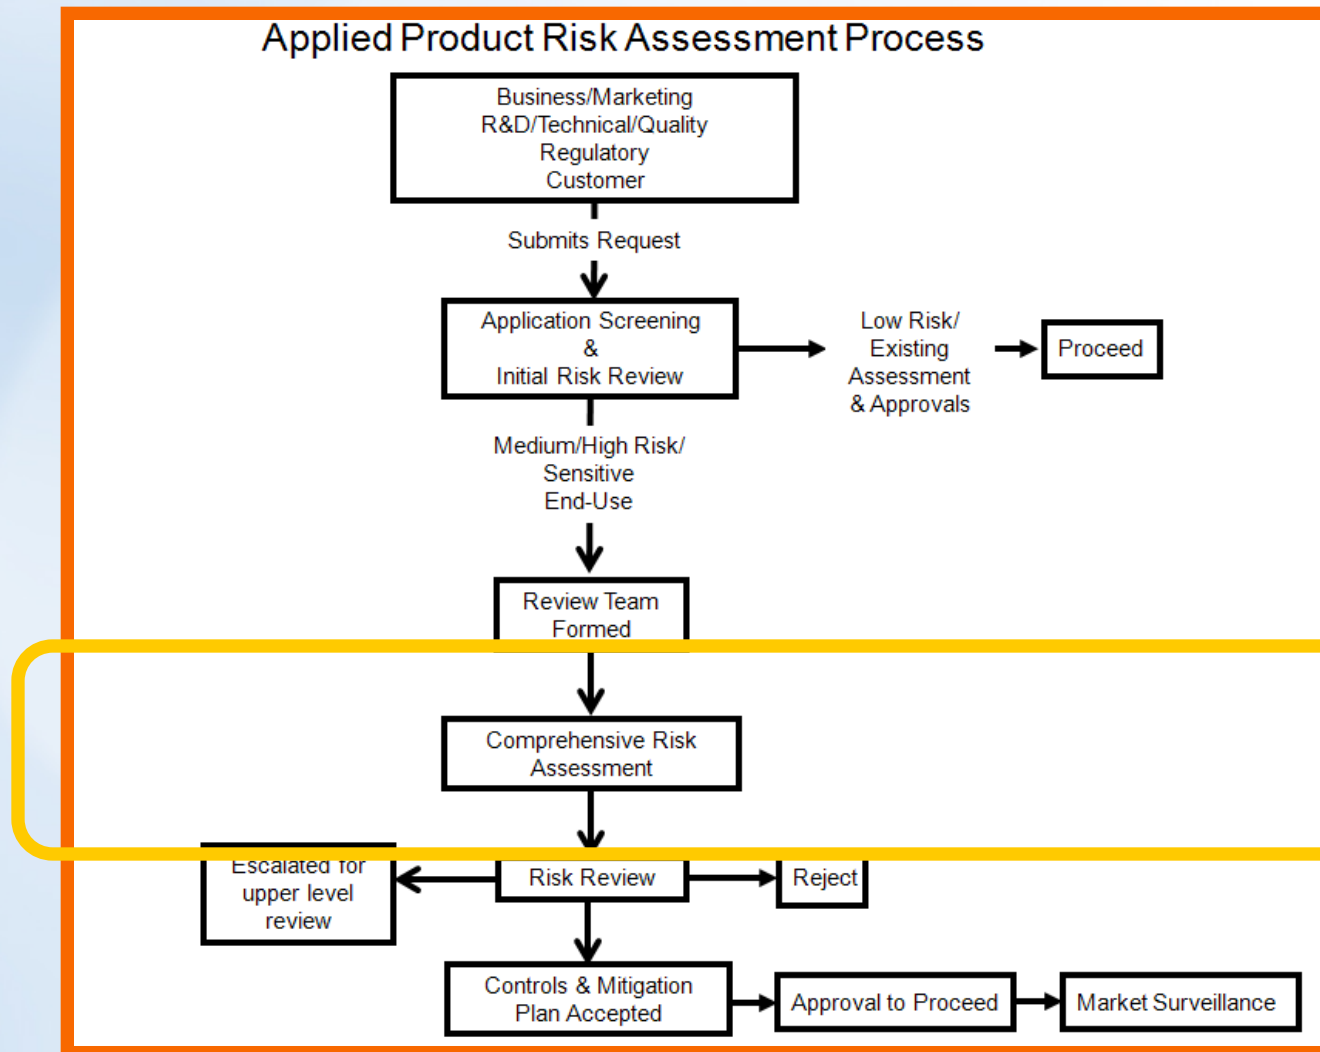 Applied Product Risk Assessment Process
Business/Marketing
R&D/Technical/Quality
Regulatory
Customer
Submits Request
Application Screening
&
Initial Risk Review
Low Risk/
Existing
Assessment
& Approvals
Proceed
Medium/High Risk/
Sensitive
End-Use
Review Team
Formed
Comprehensive Risk
Assessment
Escalated for
upper level
review
Risk Review
Reject
Controls & Mitigation
Plan Accepted
Approval to Proceed
Market Surveillance